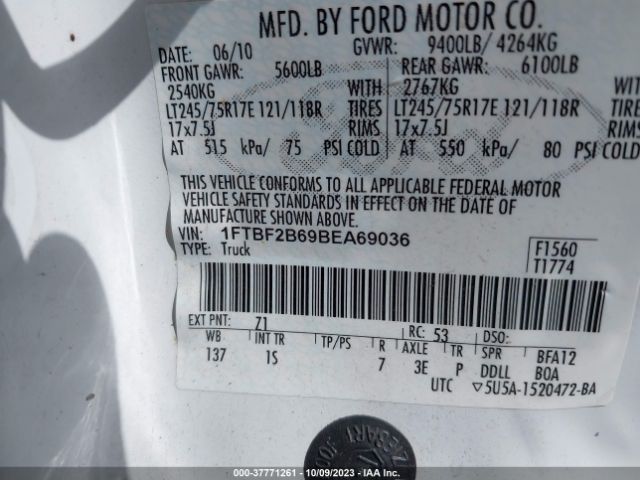 MFD. BY FORD MOTOR CO.
DATE: 06/10 GVWR: 9400LB/ 4264KG
FRONT GAWR: 5600LB REAR GAWR: 6100LB
2540KG WITH 2767KG WIT
LT245/75R17E 121/118R TIRES LT245/75R17E 121/118R TIRE
17x7.5J RIMS 17x7.5J RIMS
AT 515 kPa/ 75 PSI COLD AT 550 kPa/ 80 PSI COLD
THIS VEHICLE CONFORMS TO ALL APPLICABLE FEDERAL MOTOR
VEHICLE SAFETY STANDARDS IN EFFECT ON THE DATE OF
MANUFACTURE SHOWN ABOVE.
VIN: 1FTBF2B69BEA69036
TYPE: Truck
F1560
T1774
EXT PNT: Z1 RC: 53 DSO:
WB INT TR TP/PS R AXLE TR SPR BFA12
137 1S 7 3E P DDLL BOA
UTC ▽5U5A-1520472-BA
ZIEBART
00-37771261 - 10/09/2023 - IAA Inc.